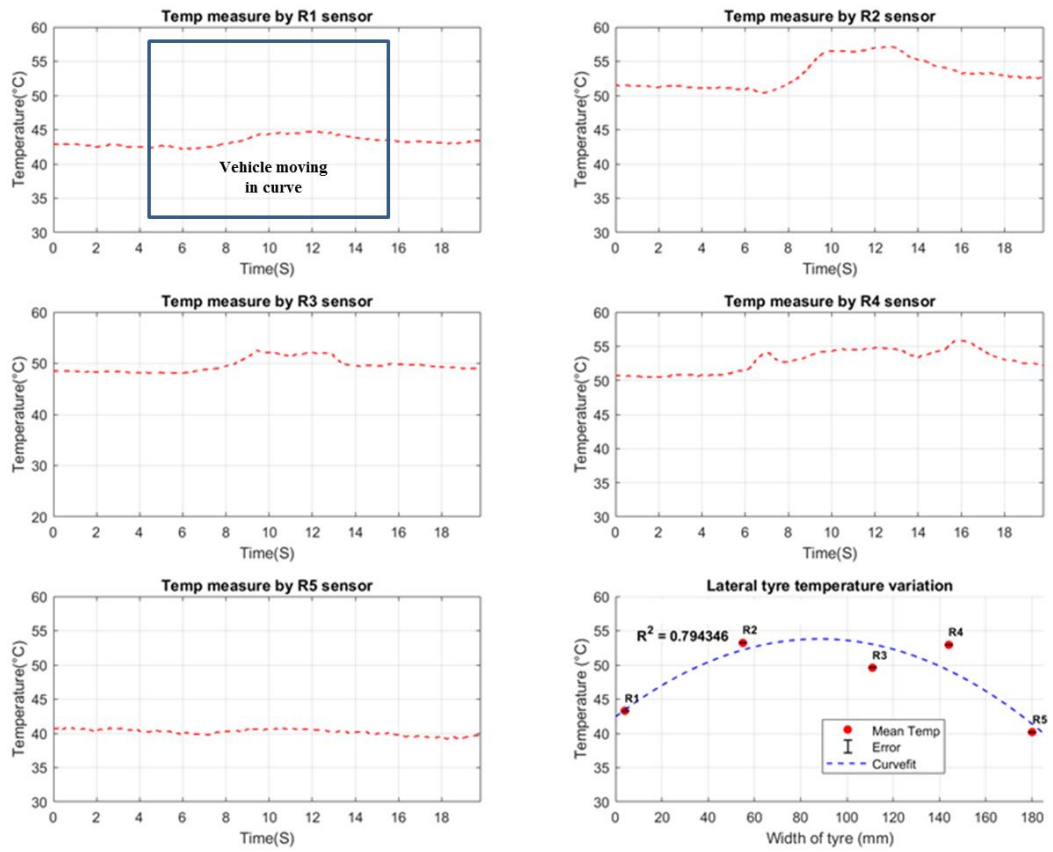 Temp measure by R1 sensor
60
55
50
45
40
35
30
Temperature(°C)
Vehicle moving
in curve
0 2 4 6 8 10 12 14 16 18
Time(S)
Temp measure by R2 sensor
60
55
50
45
40
35
30
Temperature(°C)
0 2 4 6 8 10 12 14 16 18
Time(S)
Temp measure by R3 sensor
60
50
40
30
20
Temperature(°C)
0 2 4 6 8 10 12 14 16 18
Time(S)
Temp measure by R4 sensor
60
55
50
45
40
35
30
Temperature(°C)
0 2 4 6 8 10 12 14 16 18
Time(S)
Temp measure by R5 sensor
60
55
50
45
40
35
30
Temperature(°C)
0 2 4 6 8 10 12 14 16 18
Time(S)
Lateral tyre temperature variation
60
55
50
45
40
35
30
Temperature (°C)
R² = 0.794346
R1
R2
R3
R4
R5
Mean Temp
Error
Curvefit
0 20 40 60 80 100 120 140 160 180
Width of tyre (mm)